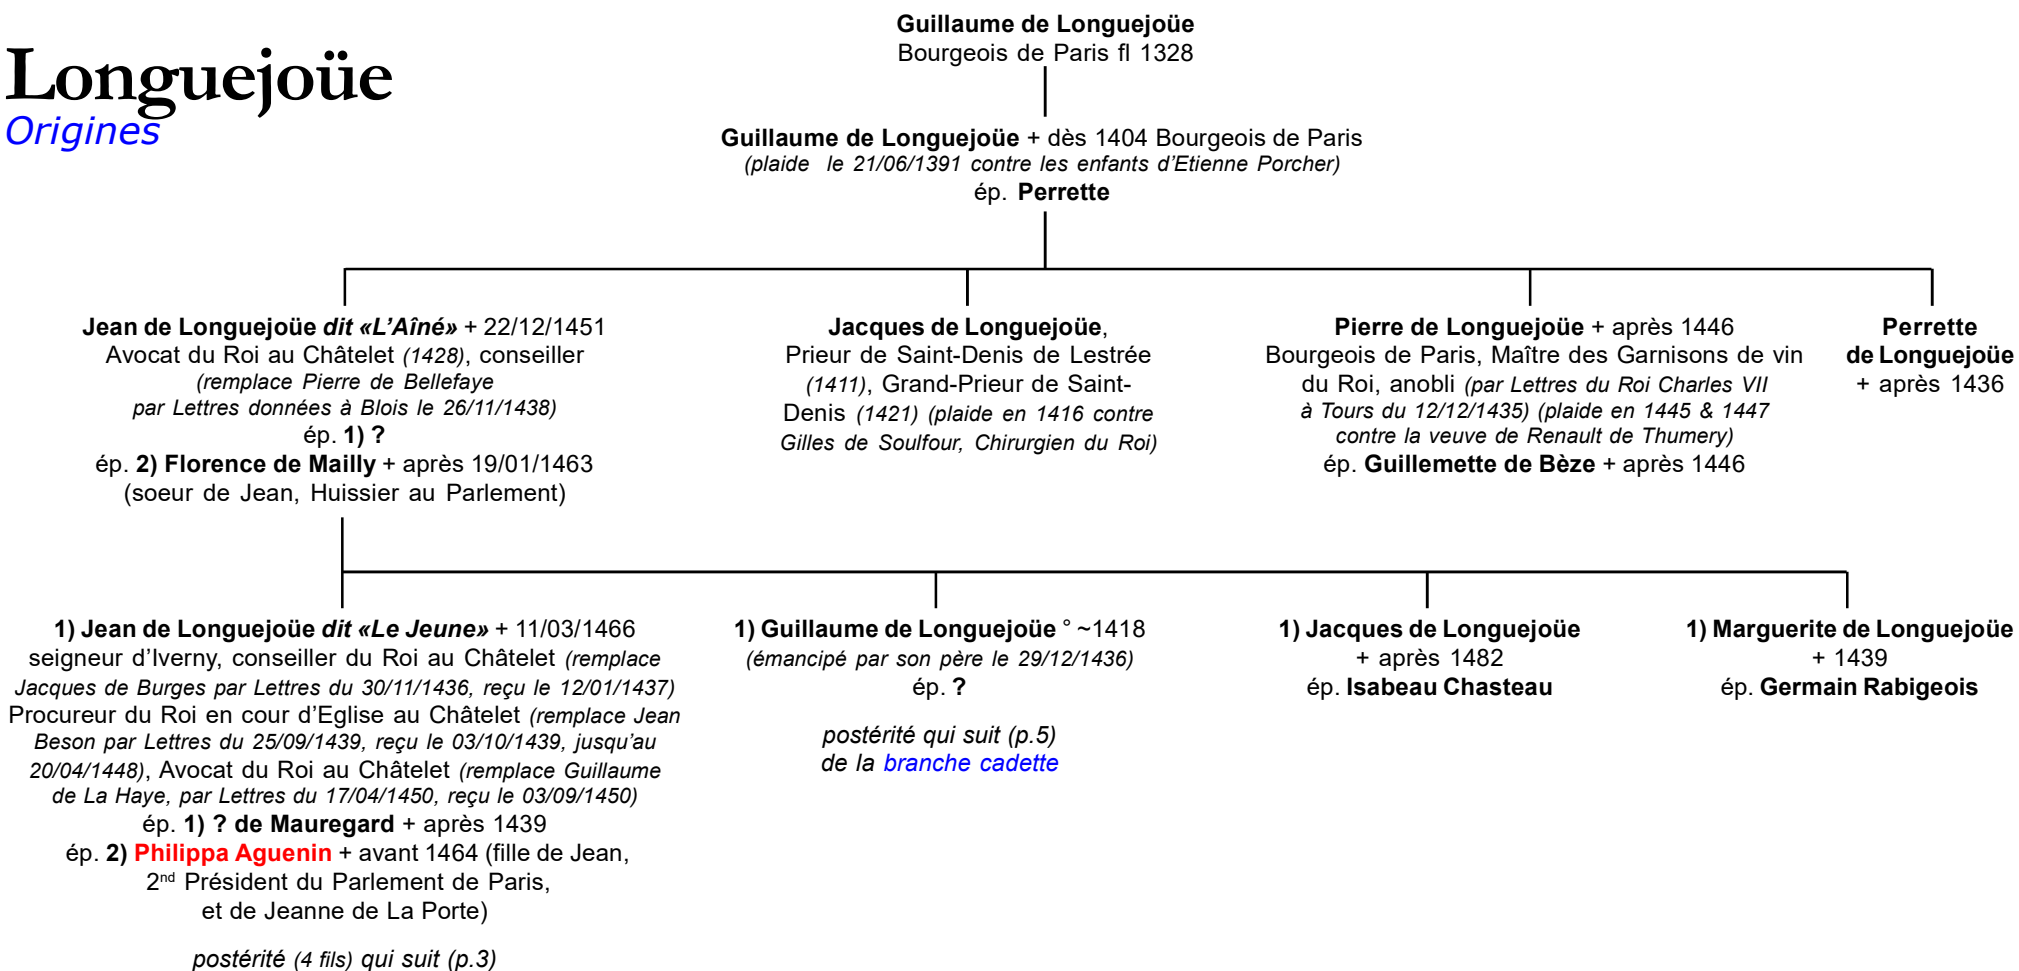 Longuejoüe
Origines
Guillaume de Longuejoüe
Bourgeois de Paris fl 1328
Guillaume de Longuejoüe + dès 1404 Bourgeois de Paris
(plaide le 21/06/1391 contre les enfants d'Etienne Porcher)
ép. Perrette
Jean de Longuejoüe dit «L'Aîné» + 22/12/1451
Avocat du Roi au Châtelet (1428), conseiller
(remplace Pierre de Bellefaye
par Lettres données à Blois le 26/11/1438)
ép. 1) ?
ép. 2) Florence de Mailly + après 19/01/1463
(soeur de Jean, Huissier au Parlement)
Jacques de Longuejoüe,
Prieur de Saint-Denis de Lestrée
(1411), Grand-Prieur de Saint-
Denis (1421) (plaide en 1416 contre
Gilles de Soulfour, Chirurgien du Roi)
Pierre de Longuejoüe + après 1446
Bourgeois de Paris, Maître des Garnisons de vin
du Roi, anobli (par Lettres du Roi Charles VII
à Tours du 12/12/1435) (plaide en 1445 & 1447
contre la veuve de Renault de Thumery)
ép. Guillemette de Bèze + après 1446
Perrette
de Longuejoüe
+ après 1436
1) Jean de Longuejoüe dit «Le Jeune» + 11/03/1466
seigneur d'Iverny, conseiller du Roi au Châtelet (remplace
Jacques de Burges par Lettres du 30/11/1436, reçu le 12/01/1437)
Procureur du Roi en cour d'Eglise au Châtelet (remplace Jean
Beson par Lettres du 25/09/1439, reçu le 03/10/1439, jusqu'au
20/04/1448), Avocat du Roi au Châtelet (remplace Guillaume
de La Haye, par Lettres du 17/04/1450, reçu le 03/09/1450)
ép. 1) ? de Mauregard + après 1439
ép. 2) Philippa Aguenin + avant 1464 (fille de Jean,
2nd Président du Parlement de Paris,
et de Jeanne de La Porte)
postérité (4 fils) qui suit (p.3)
1) Guillaume de Longuejoüe ° ~1418
(émancipé par son père le 29/12/1436)
ép. ?
postérité qui suit (p.5)
de la branche cadette
1) Jacques de Longuejoüe
+ après 1482
ép. Isabeau Chasteau
1) Marguerite de Longuejoüe
+ 1439
ép. Germain Rabigeois